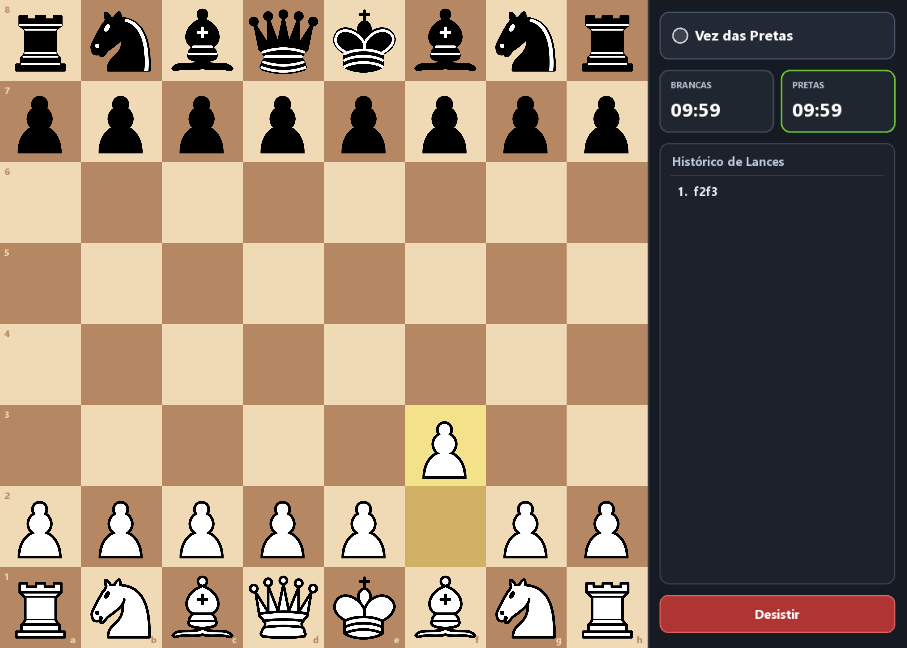 8
7
6
5
4
3
2
1
a b c d e f g h
Vez das Pretas
BRANCAS PRETAS
09:59 09:59
Histórico de Lances
1. f2f3
Desistir